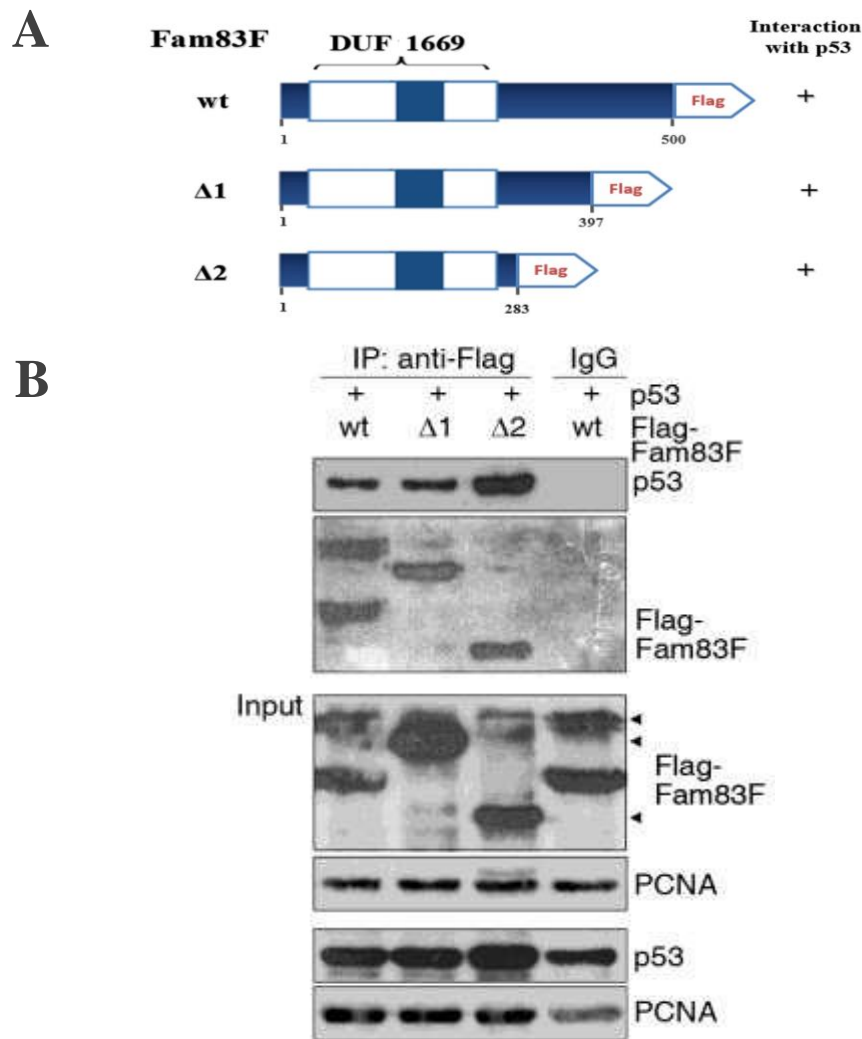 A
Fam83F DUF 1669 Interaction
with p53
wt Flag +
1 500
Δ1 Flag +
1 397
Δ2 Flag +
1 283
B
IP: anti-Flag IgG
+ + + + p53
wt Δ1 Δ2 wt Flag-
Fam83F
p53
Flag-
Fam83F
Input
Flag-
Fam83F
PCNA
p53
PCNA